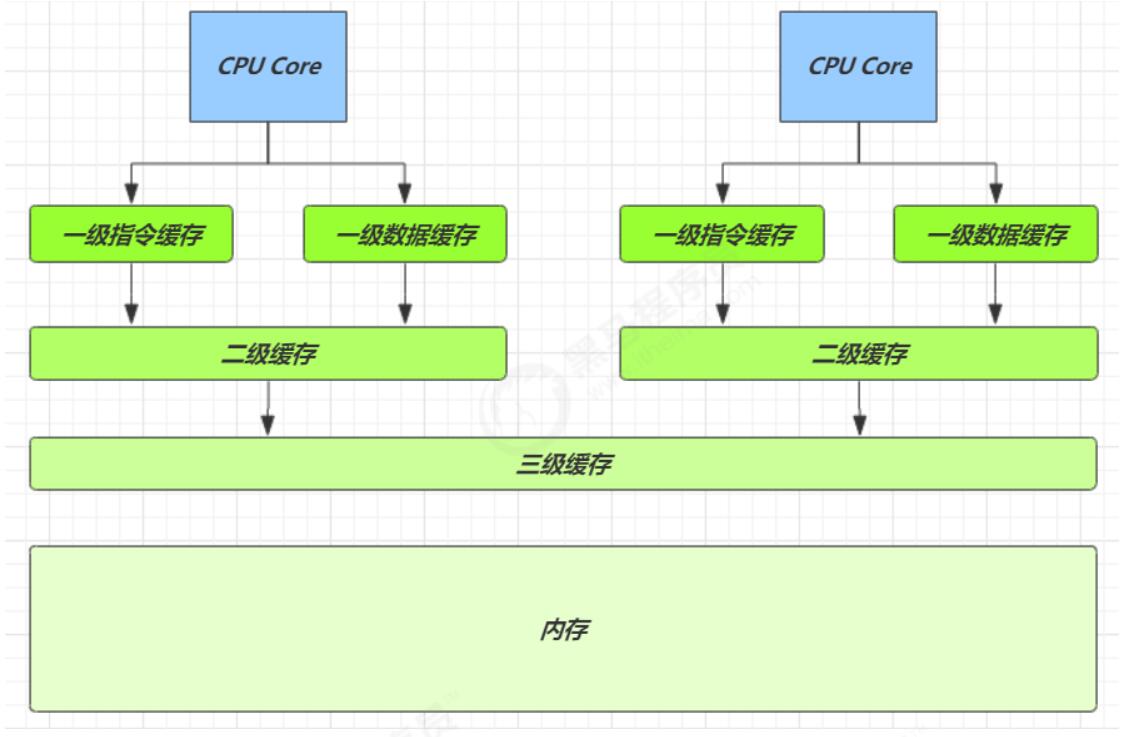 CPU Core
CPU Core
一级指令缓存
一级数据缓存
一级指令缓存
一级数据缓存
二级缓存
二级缓存
三级缓存
内存
黑马程序员
www.itheima.com